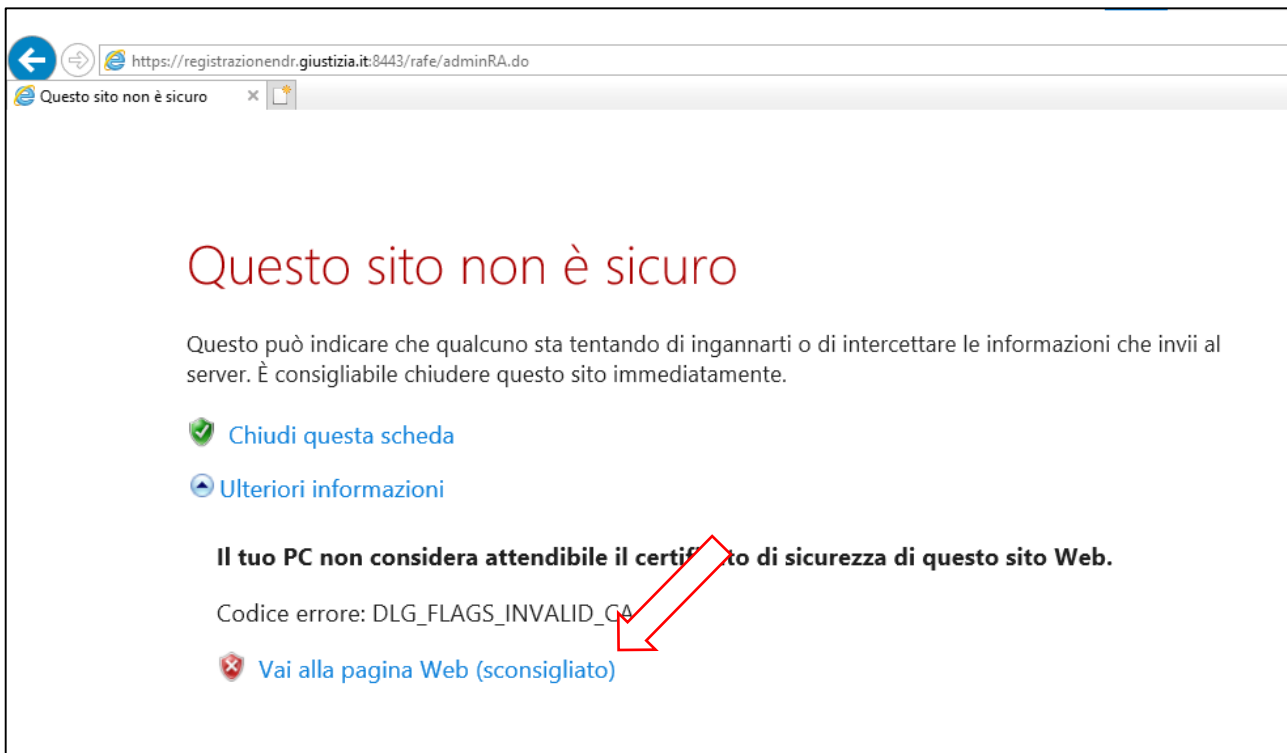 https://registrazionendr.giustizia.it:8443/rafe/adminRA.do
Questo sito non è sicuro
Questo sito non è sicuro
Questo può indicare che qualcuno sta tentando di ingannarti o di intercettare le informazioni che invii al
server. È consigliabile chiudere questo sito immediatamente.
Chiudi questa scheda
Ulteriori informazioni
Il tuo PC non considera attendibile il certificato di sicurezza di questo sito Web.
Codice errore: DLG_FLAGS_INVALID_CA
Vai alla pagina Web (sconsigliato)